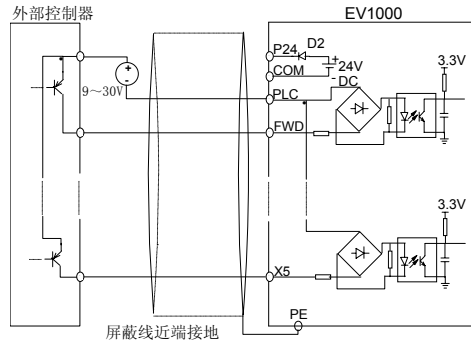 外部控制器
EV1000
P24
D2
+
-
24V
3.3V
COM
DC
+
-
9～30V
PLC
FWD
3.3V
X5
PE
屏蔽线近端接地